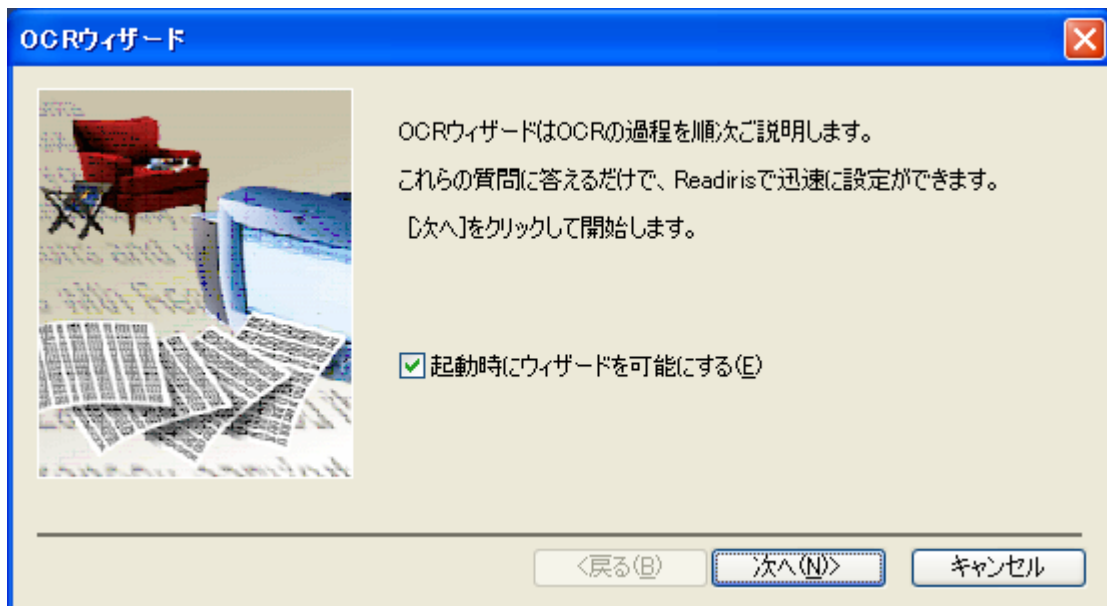 OCRウィザード
OCRウィザードはOCRの過程を順次ご説明します。
これらの質問に答えるだけで、Readirisで迅速に設定ができます。
[次へ]をクリックして開始します。
起動時にウィザードを可能にする(E)
<戻る(B)
次へ(N)>
キャンセル